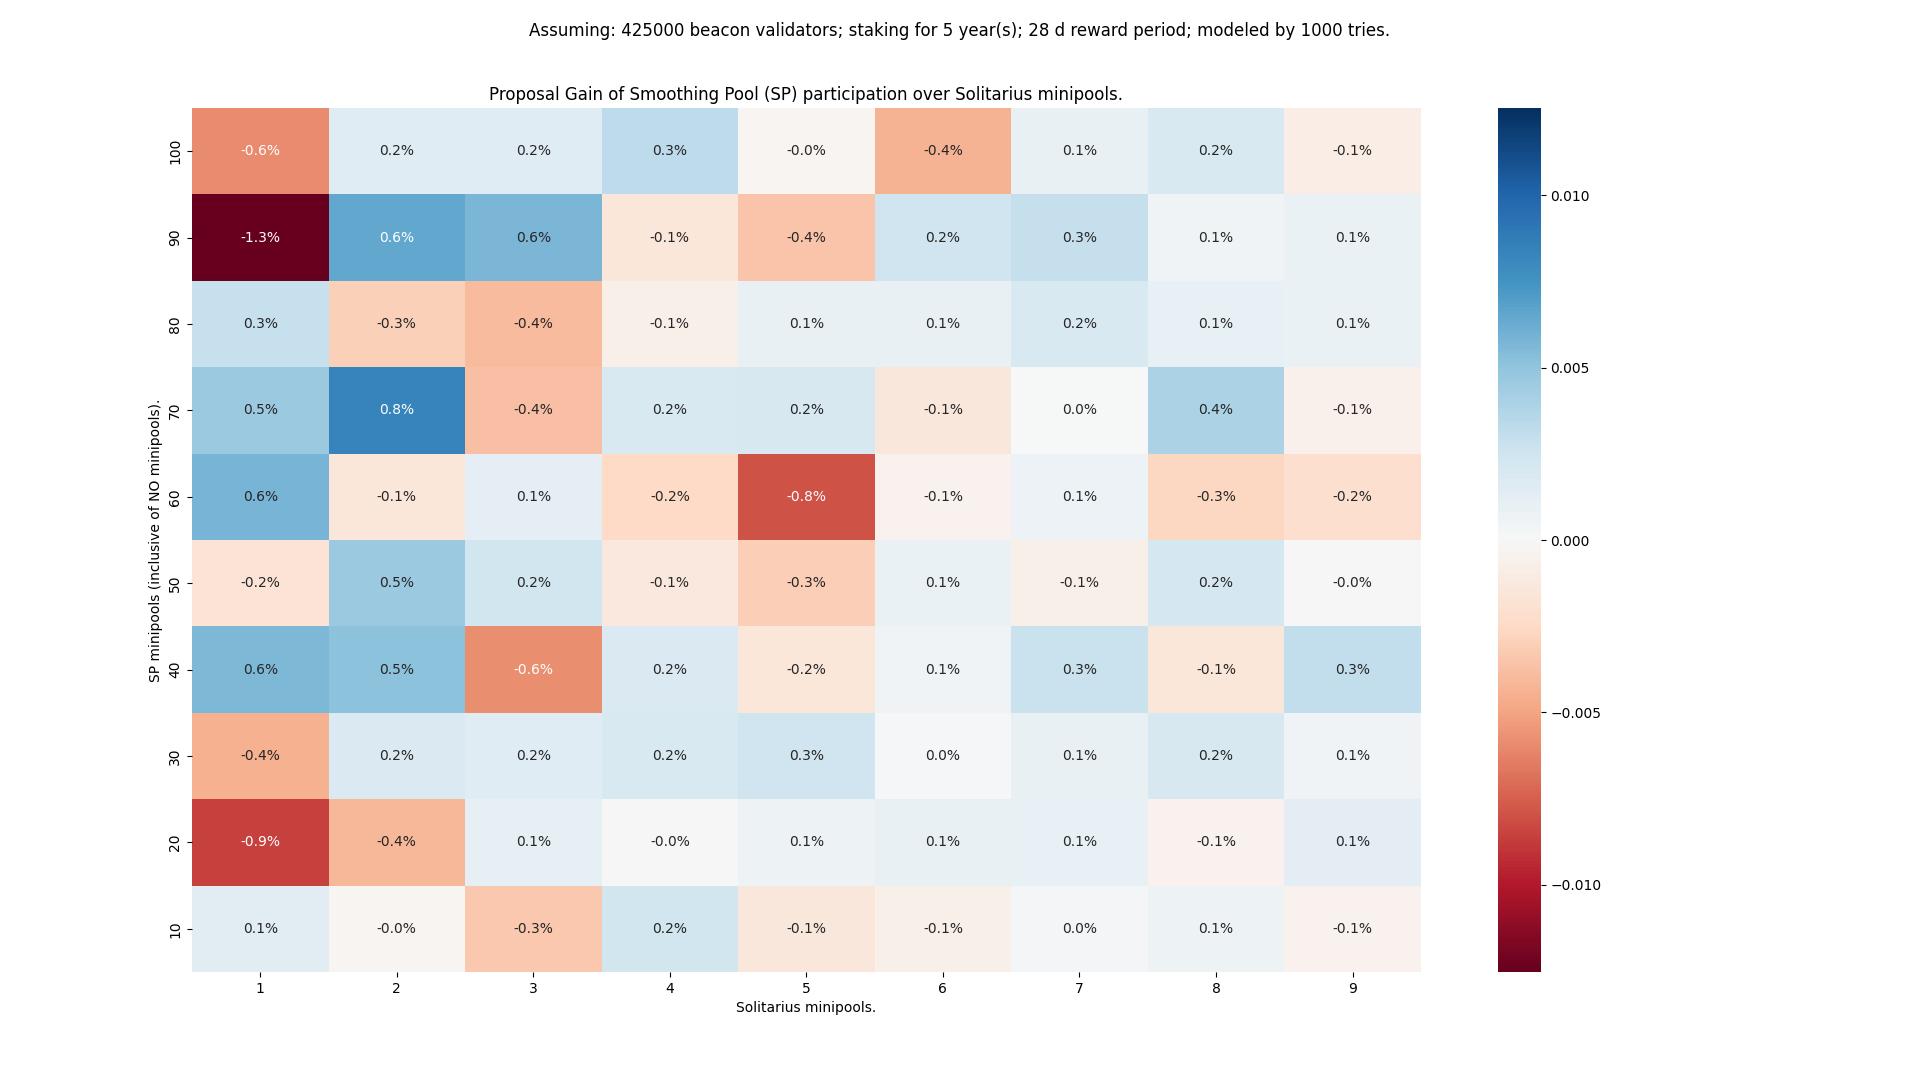 Assuming: 425000 beacon validators; staking for 5 year(s); 28 d reward period; modeled by 1000 tries.
Proposal Gain of Smoothing Pool (SP) participation over Solitarius minipools.
SP minipools (inclusive of NO minipools).
100 -0.6% 0.2% 0.2% 0.3% -0.0% -0.4% 0.1% 0.2% -0.1%
90 -1.3% 0.6% 0.6% -0.1% -0.4% 0.2% 0.3% 0.1% 0.1%
80 0.3% -0.3% -0.4% -0.1% 0.1% 0.1% 0.2% 0.1% 0.1%
70 0.5% 0.8% -0.4% 0.2% 0.2% -0.1% 0.0% 0.4% -0.1%
60 0.6% -0.1% 0.1% -0.2% -0.8% -0.1% 0.1% -0.3% -0.2%
50 -0.2% 0.5% 0.2% -0.1% -0.3% 0.1% -0.1% 0.2% -0.0%
40 0.6% 0.5% -0.6% 0.2% -0.2% 0.1% 0.3% -0.1% 0.3%
30 -0.4% 0.2% 0.2% 0.2% 0.3% 0.0% 0.1% 0.2% 0.1%
20 -0.9% -0.4% 0.1% -0.0% 0.1% 0.1% 0.1% -0.1% 0.1%
10 0.1% -0.0% -0.3% 0.2% -0.1% -0.1% 0.0% 0.1% -0.1%
1 2 3 4 5 6 7 8 9
Solitarius minipools.
0.010
0.005
0.000
−0.005
−0.010